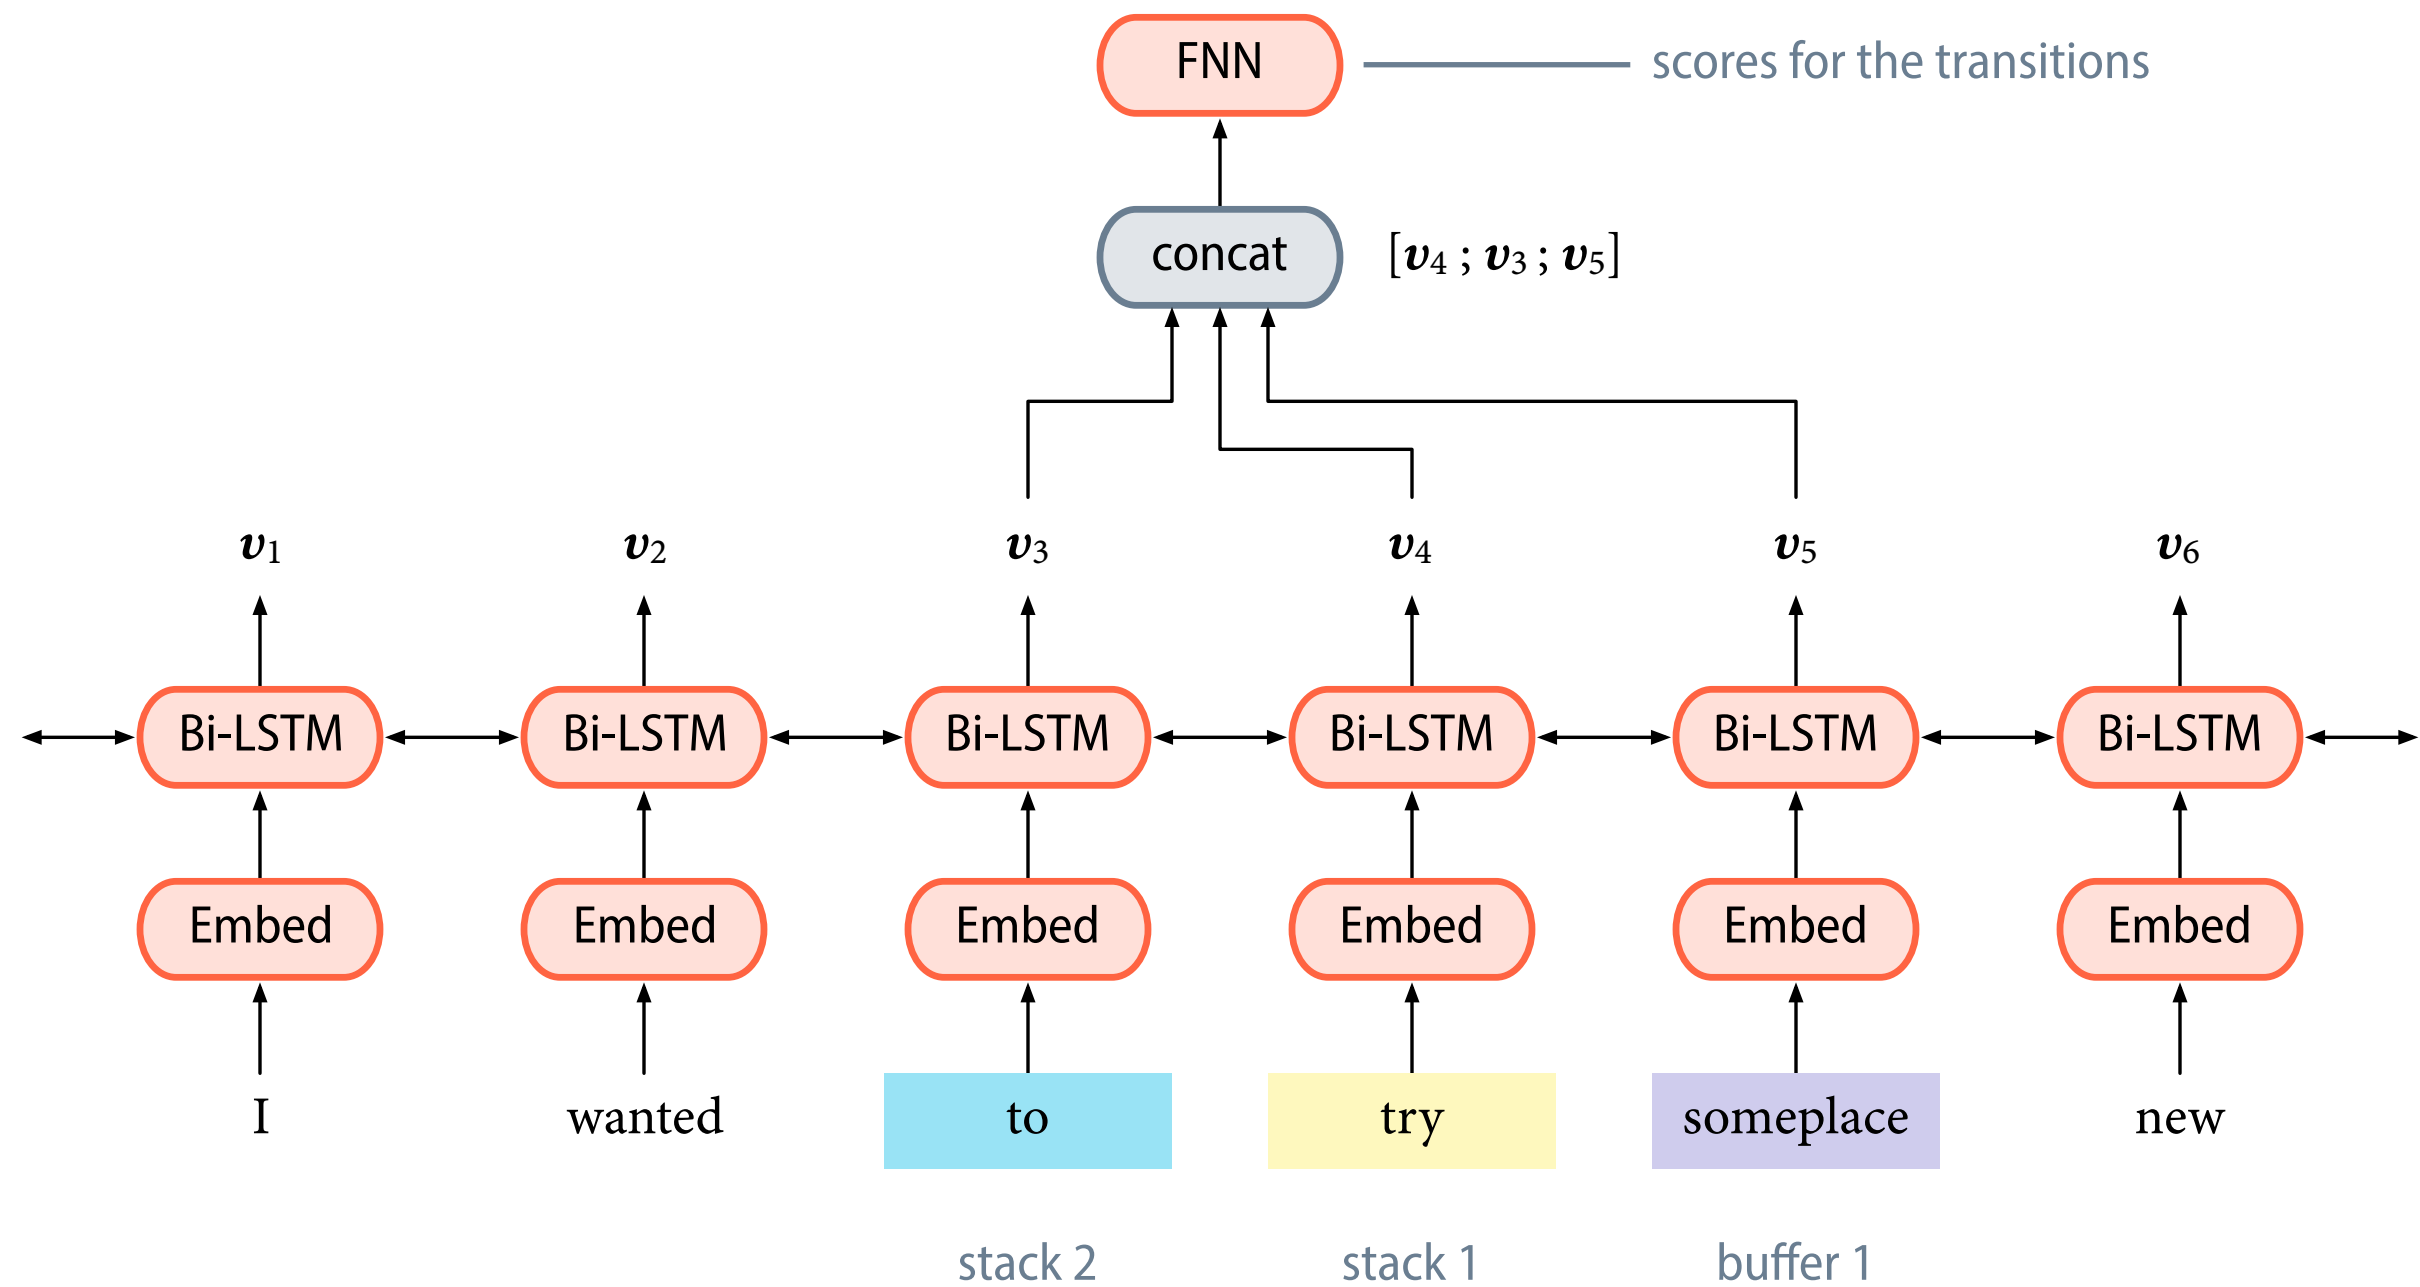 FNN
scores for the transitions
concat
[v4 ; v3 ; v5]
v1 v2 v3 v4 v5 v6
Bi-LSTM Bi-LSTM Bi-LSTM Bi-LSTM Bi-LSTM Bi-LSTM
Embed Embed Embed Embed Embed Embed
I wanted to try someplace new
stack 2 stack 1 buffer 1